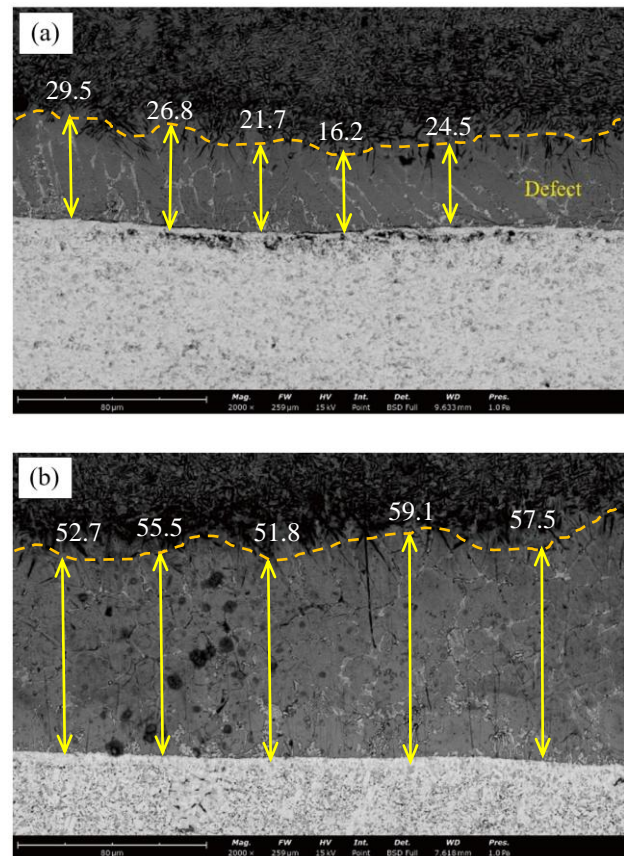 (a)
29.5
26.8
21.7
16.2
24.5
Defect
80 µm
Mag. FW HV Int. Det. WD Pres.
2000 × 259 µm 15 kV Point BSD Full 9.633 mm 1.0 Pa
(b)
52.7
55.5
51.8
59.1
57.5
80 µm
Mag. FW HV Int. Det. WD Pres.
2000 × 259 µm 15 kV Point BSD Full 7.618 mm 1.0 Pa